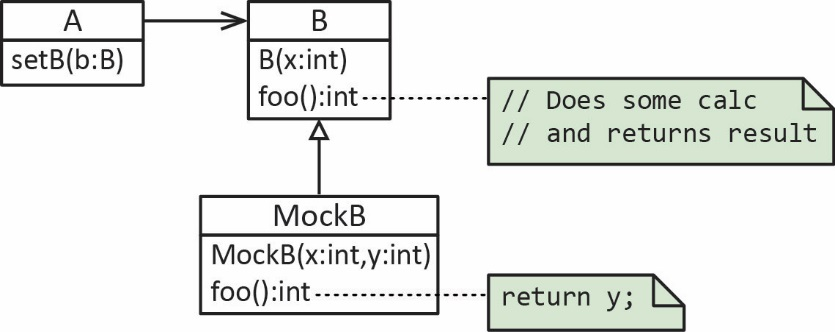 A
setB(b:B)
B
B(x:int)
foo():int
// Does some calc
// and returns result
MockB
MockB(x:int,y:int)
foo():int
return y;